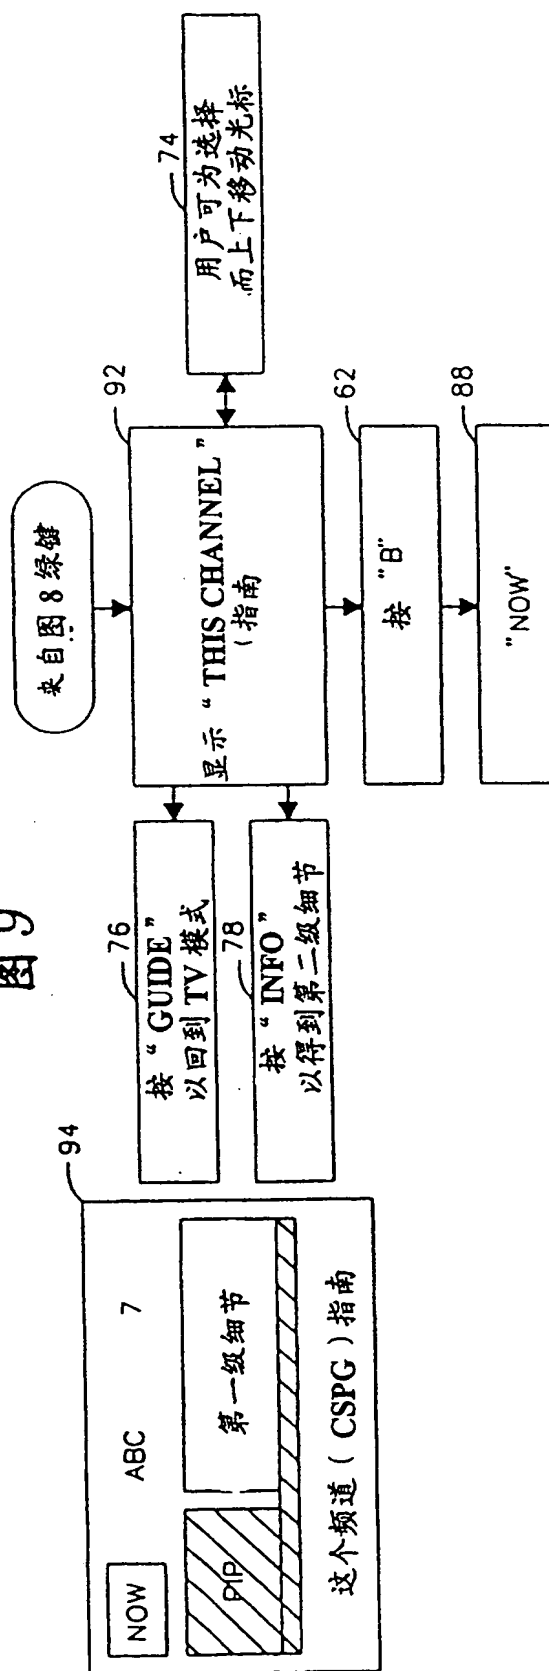 图9
来自图8绿键
92
显示“THIS CHANNEL”
（指南
74
用户可为选择
而上下移动光标
76
按“GUIDE”
以回到TV模式
78
按“INFO”
以得到第二级细节
62
按 "B"
88
"NOW"
94
NOW
ABC
7
PIP
第一级细节
这个频道（CSPG）指南